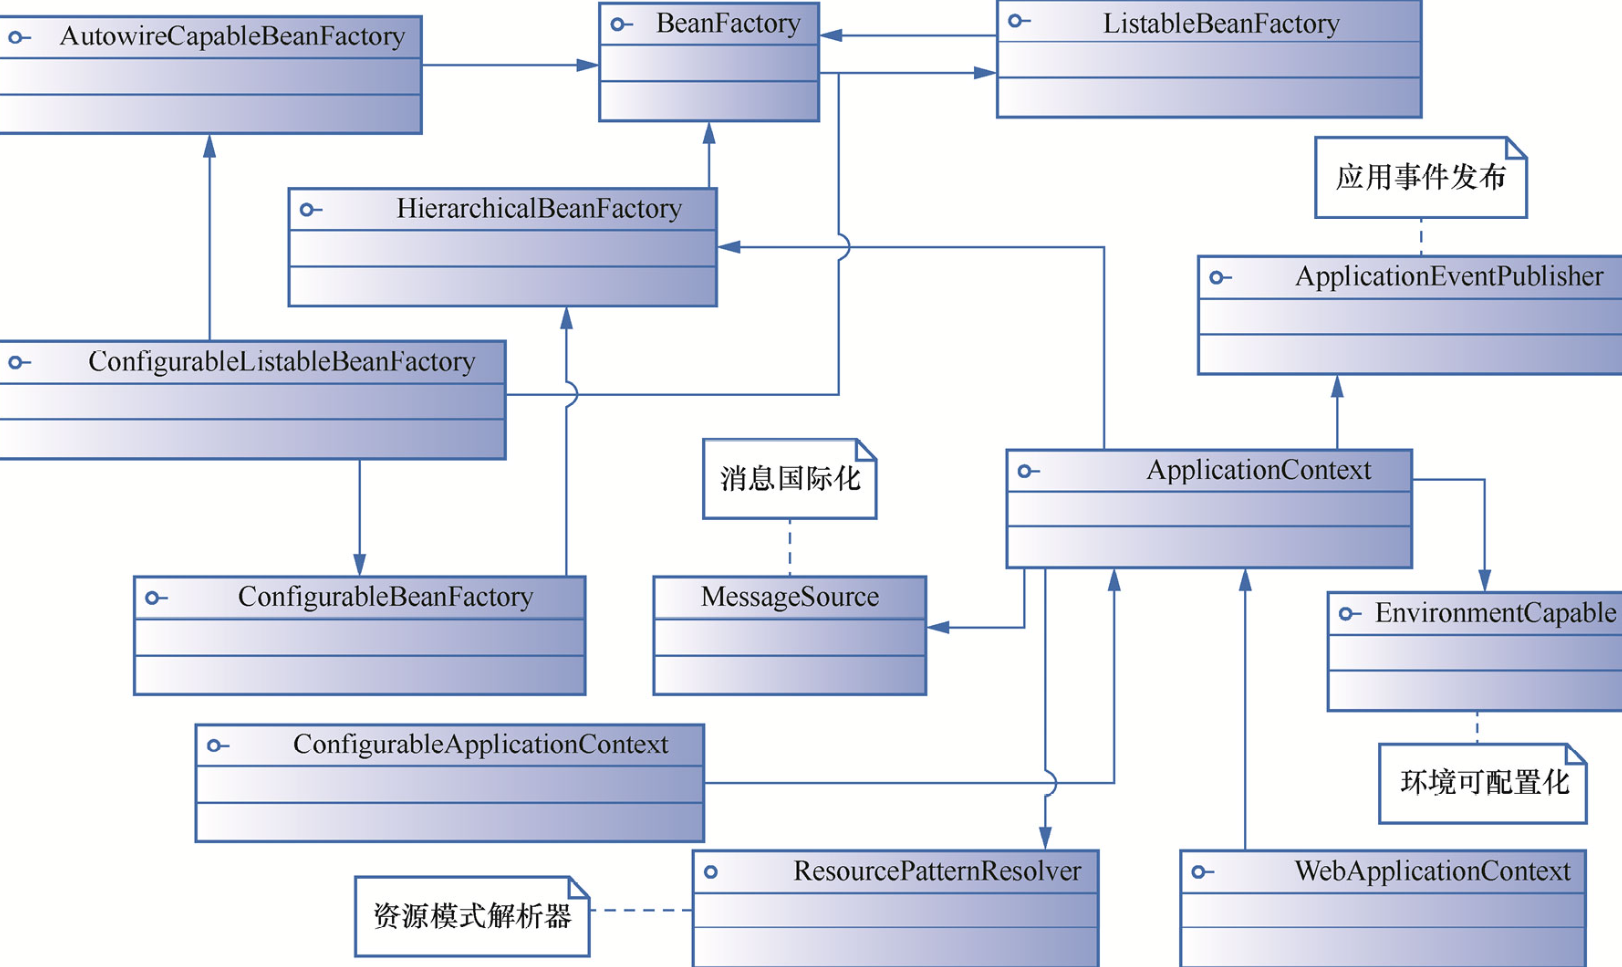 AutowireCapableBeanFactory
BeanFactory
ListableBeanFactory
应用事件发布
HierarchicalBeanFactory
ApplicationEventPublisher
ConfigurableListableBeanFactory
消息国际化
ApplicationContext
ConfigurableBeanFactory
MessageSource
EnvironmentCapable
ConfigurableApplicationContext
环境可配置化
ResourcePatternResolver
WebApplicationContext
资源模式解析器